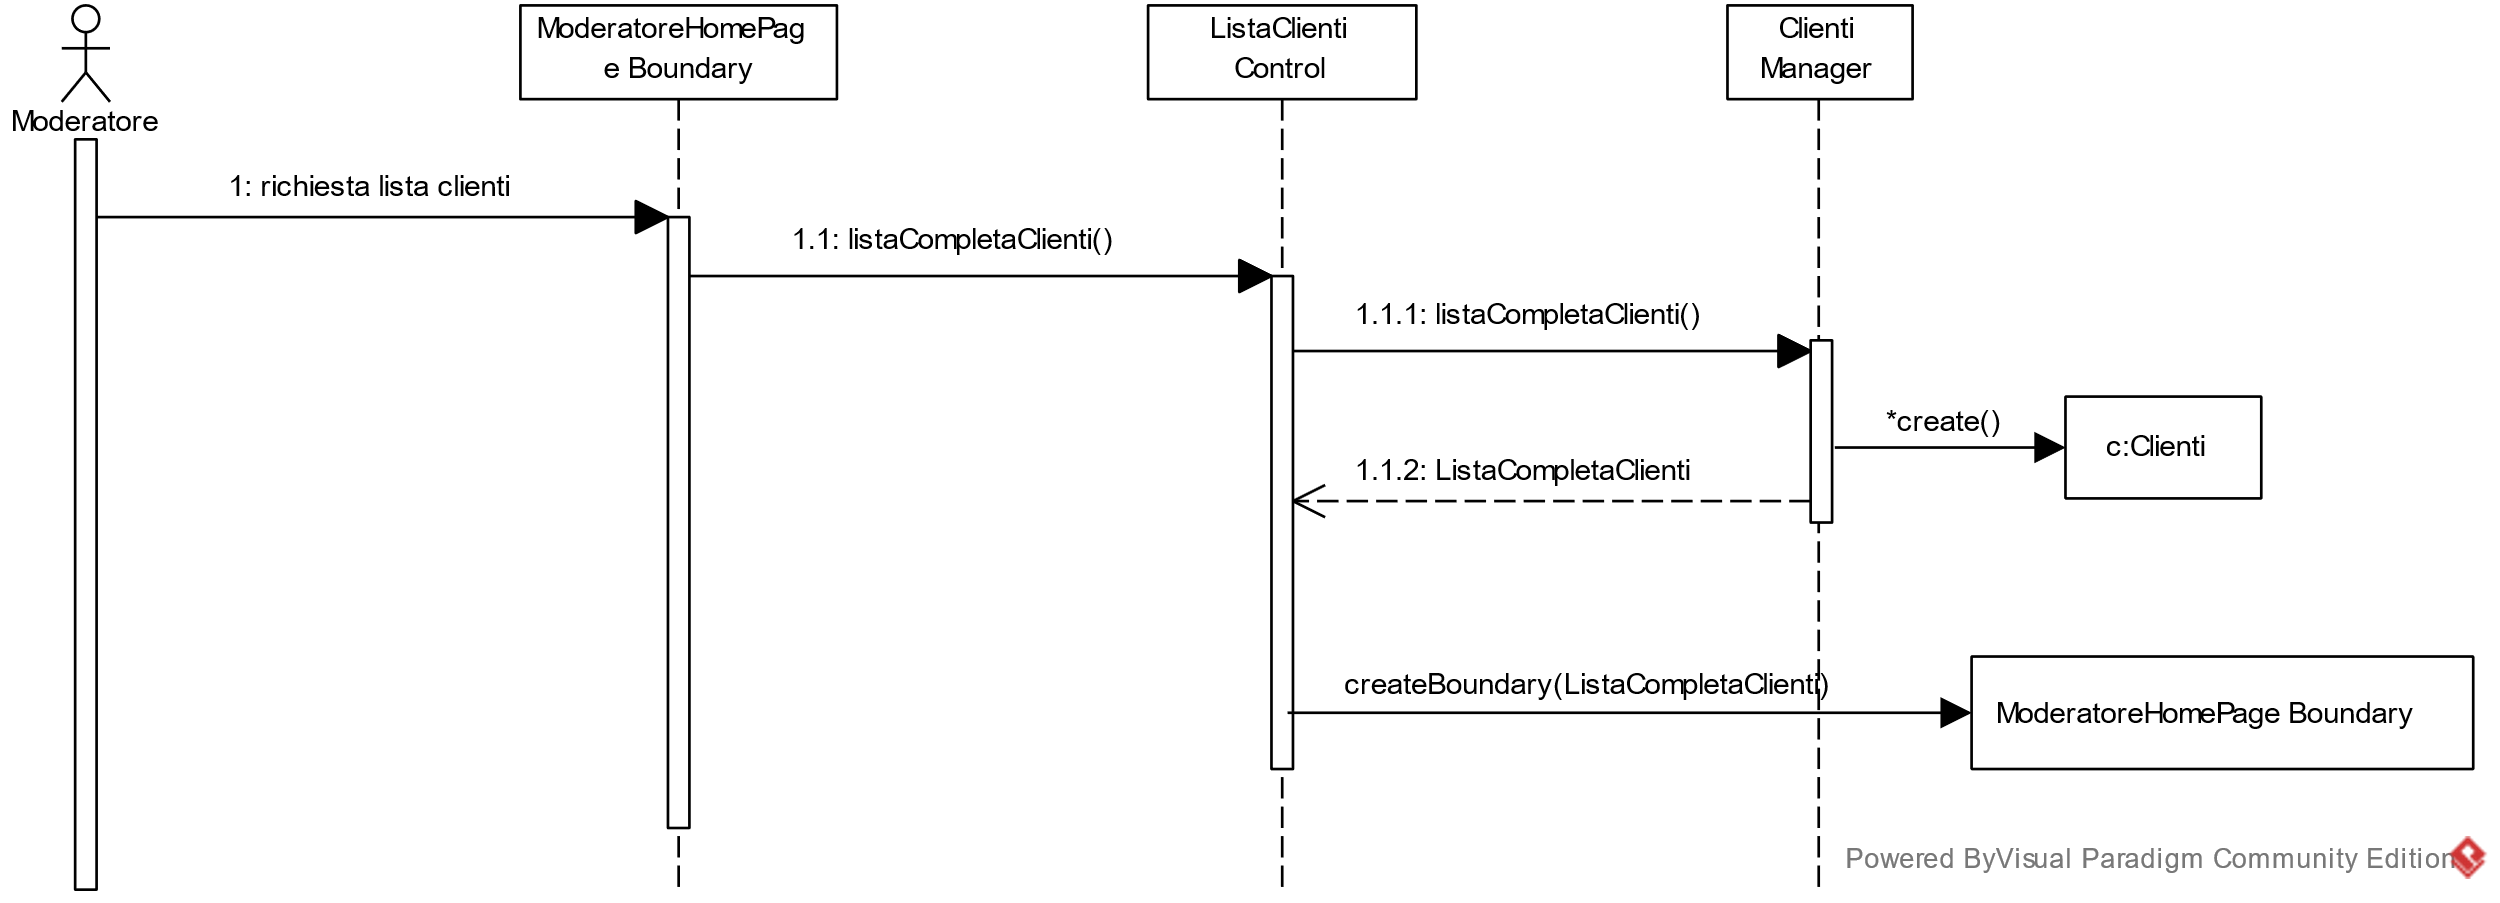 ModeratoreHomePag
e Boundary
ListaClienti
Control
Clienti
Manager
Moderatore
1: richiesta lista clienti
1.1: listaCompletaClienti()
1.1.1: listaCompletaClienti()
*create()
c:Clienti
1.1.2: ListaCompletaClienti
createBoundary(ListaCompletaClienti)
ModeratoreHomePage Boundary
Powered ByVisual Paradigm Community Edition